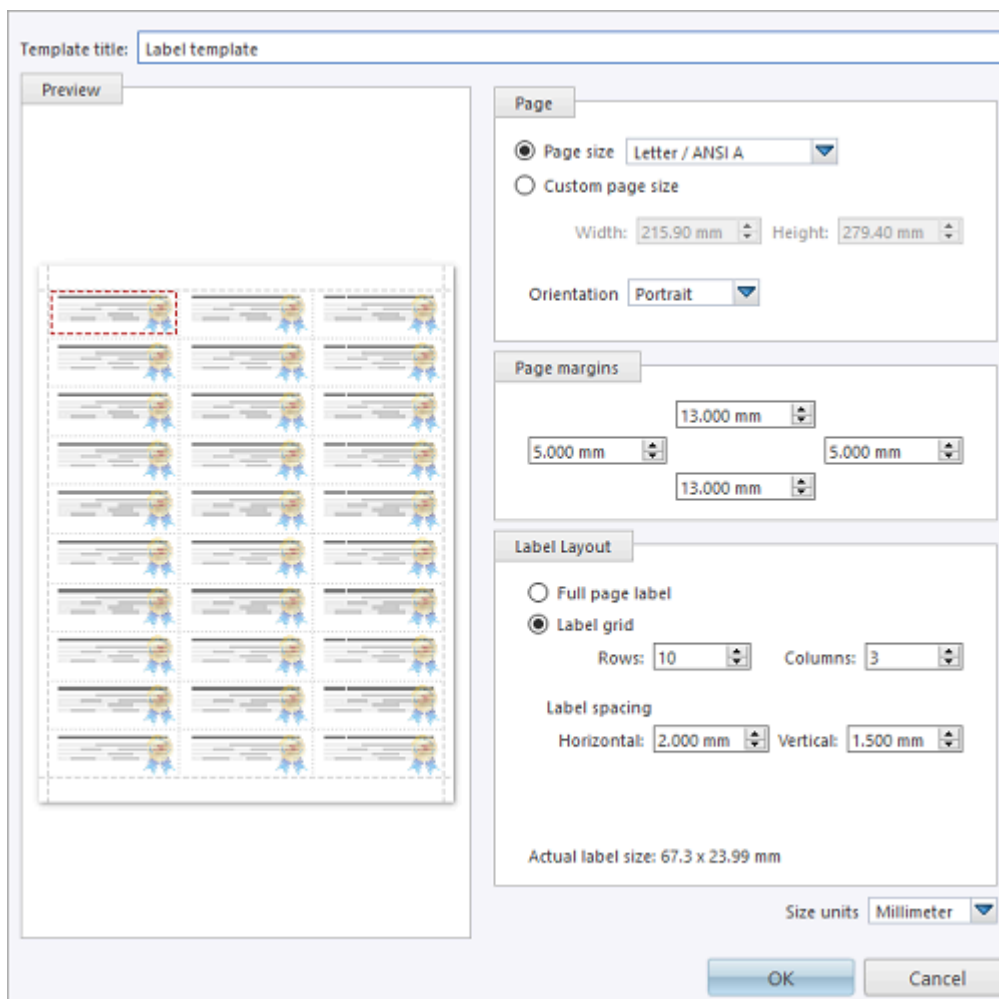 Template title: Label template
Preview
Page
Page size Letter / ANSI A
Custom page size
Width: 215.90 mm Height: 279.40 mm
Orientation Portrait
Page margins
13.000 mm
5.000 mm 5.000 mm
13.000 mm
Label Layout
Full page label
Label grid
Rows: 10 Columns: 3
Label spacing
Horizontal: 2.000 mm Vertical: 1.500 mm
Actual label size: 67.3 x 23.99 mm
Size units Millimeter
OK Cancel